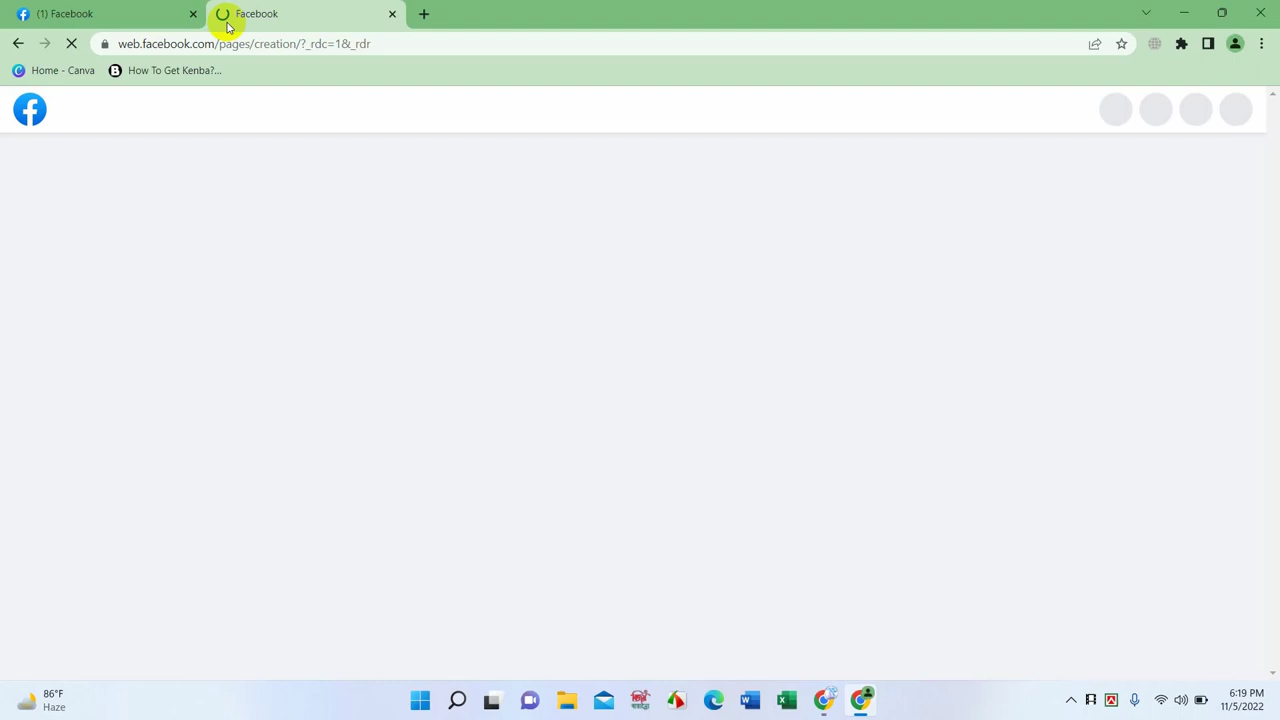 (1) Facebook
Facebook
web.facebook.com/pages/creation/?_rdc=1&_rdr
Home - Canva
How To Get Kenba?...
86°F
Haze
6:19 PM
11/5/2022